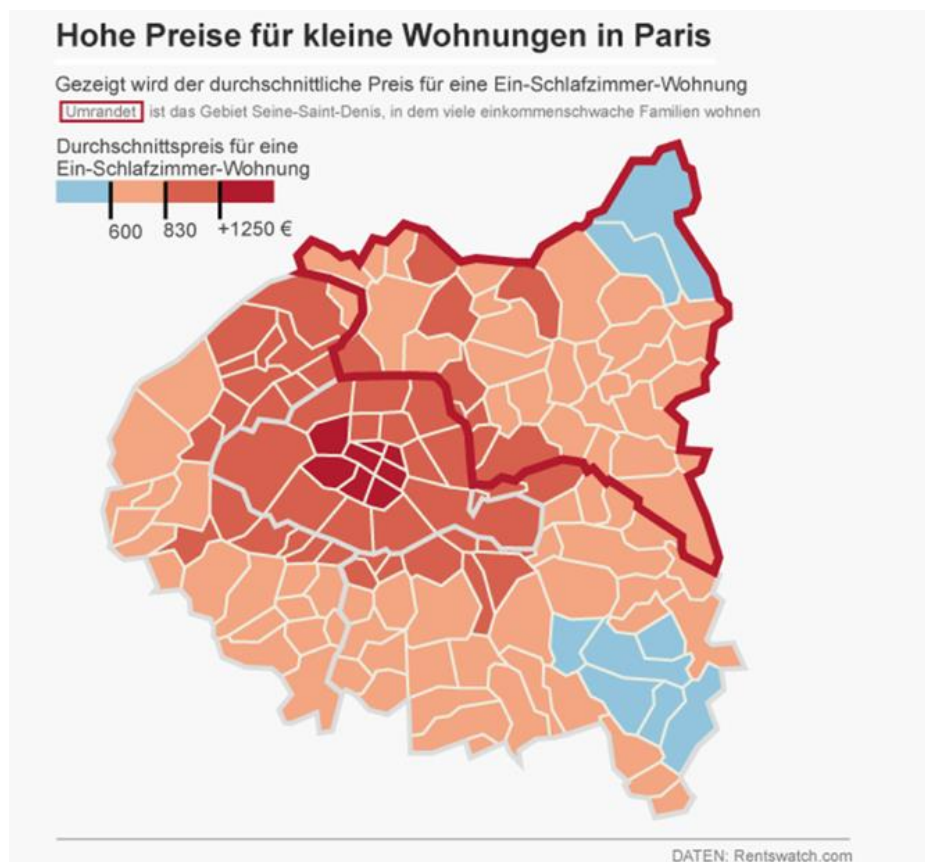 Hohe Preise für kleine Wohnungen in Paris
Gezeigt wird der durchschnittliche Preis für eine Ein-Schlafzimmer-Wohnung
Umrandet ist das Gebiet Seine-Saint-Denis, in dem viele einkommenschwache Familien wohnen
Durchschnittspreis für eine
Ein-Schlafzimmer-Wohnung
600 830 +1250 €
DATEN: Rentswatch.com